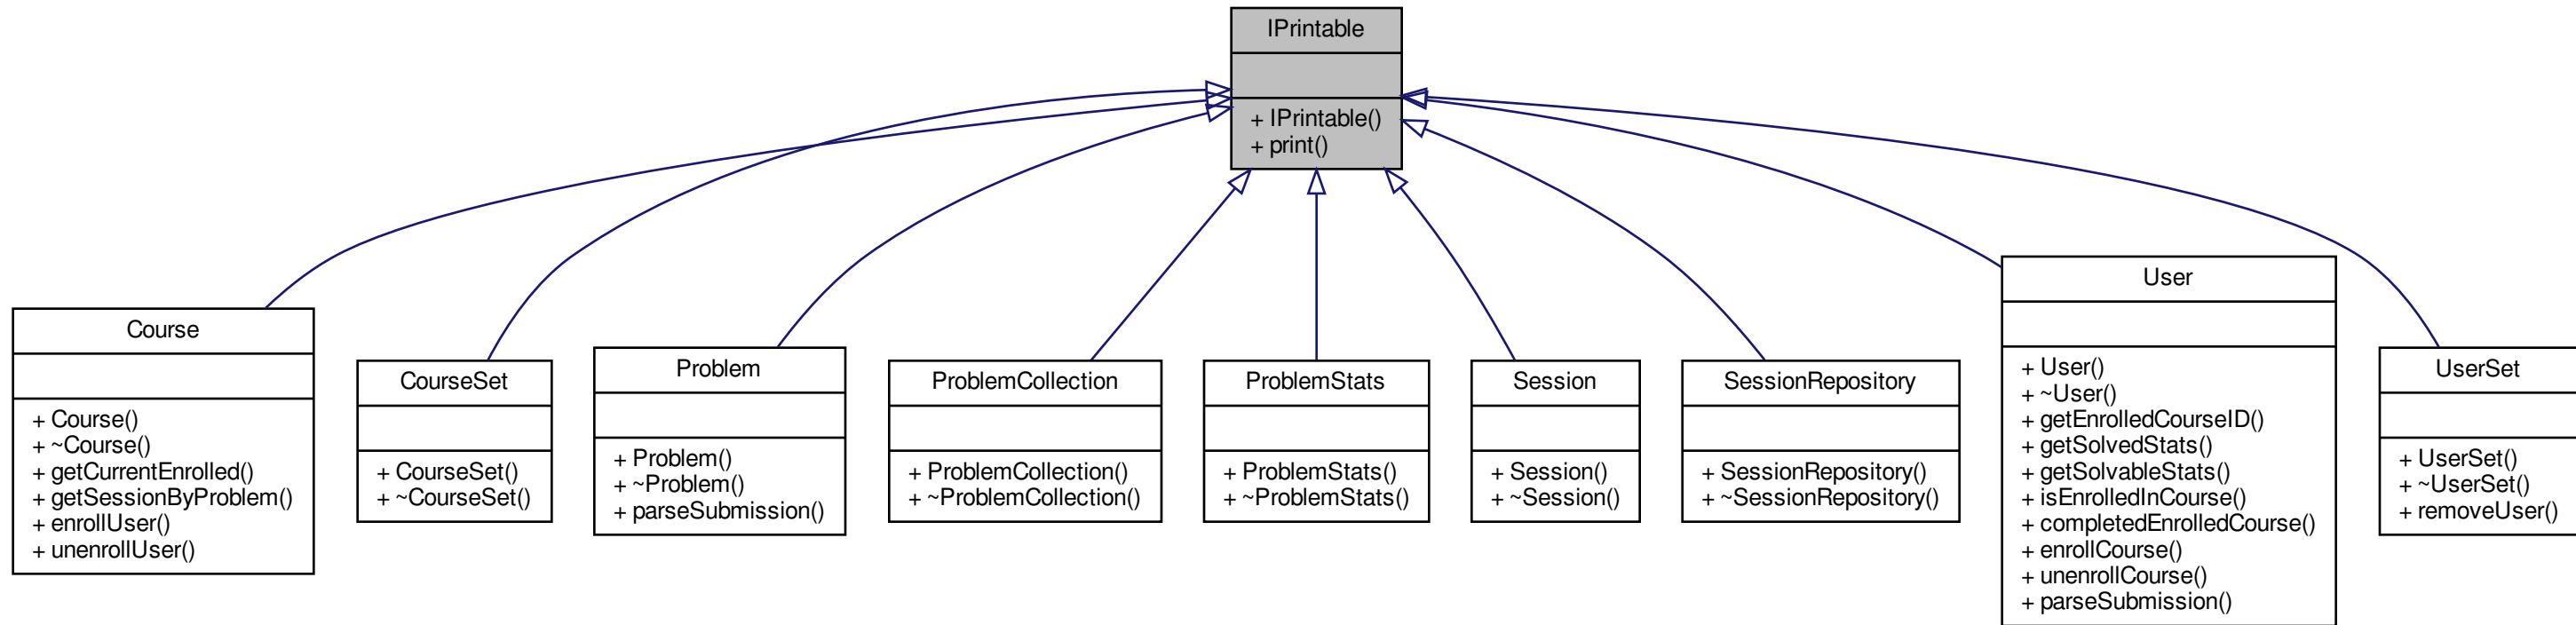 IPrintable
+ IPrintable()
+ print()
Course
+ Course()
+ ~Course()
+ getCurrentEnrolled()
+ getSessionByProblem()
+ enrollUser()
+ unenrollUser()
CourseSet
+ CourseSet()
+ ~CourseSet()
Problem
+ Problem()
+ ~Problem()
+ parseSubmission()
ProblemCollection
+ ProblemCollection()
+ ~ProblemCollection()
ProblemStats
+ ProblemStats()
+ ~ProblemStats()
Session
+ Session()
+ ~Session()
SessionRepository
+ SessionRepository()
+ ~SessionRepository()
User
+ User()
+ ~User()
+ getEnrolledCourseID()
+ getSolvedStats()
+ getSolvableStats()
+ isEnrolledInCourse()
+ completedEnrolledCourse()
+ enrollCourse()
+ unenrollCourse()
+ parseSubmission()
UserSet
+ UserSet()
+ ~UserSet()
+ removeUser()